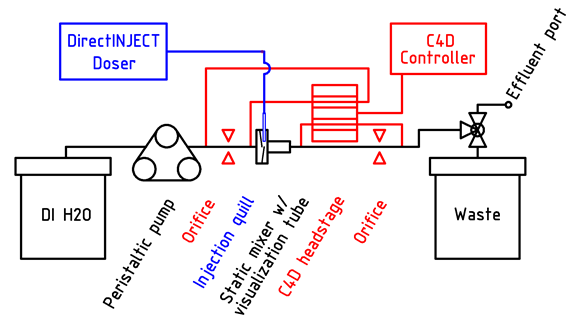 DirectINJECT
Doser
C4D
Controller
Effluent port
DI H2O
Waste
Peristaltic pump
Orifice
Injection quill
Static mixer w/
visualization tube
C4D headstage
Orifice